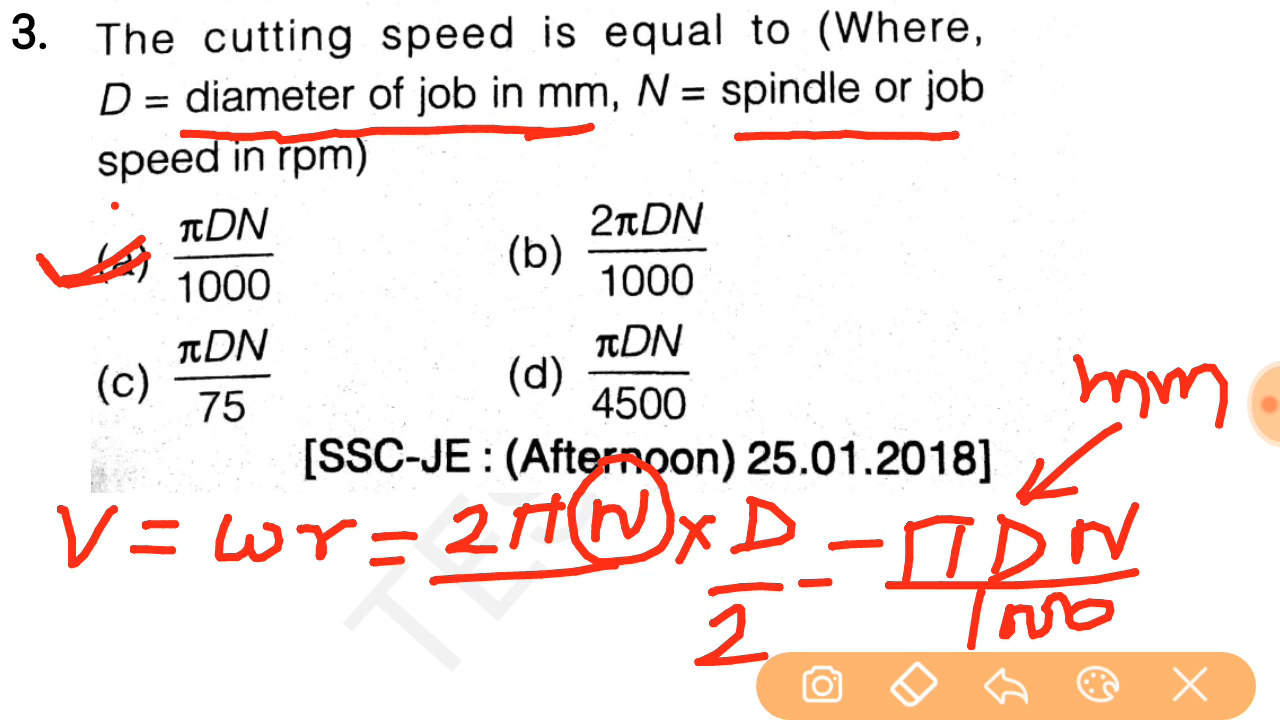 3. The cutting speed is equal to (Where,
D = diameter of job in mm, N = spindle or job
speed in rpm)
(a) πDN/1000 (b) 2πDN/1000
(c) πDN/75 (d) πDN/4500
[SSC-JE : (Afternoon) 25.01.2018]
mm
V = ωr = 2πN × D/2 = πDN/1000
TES